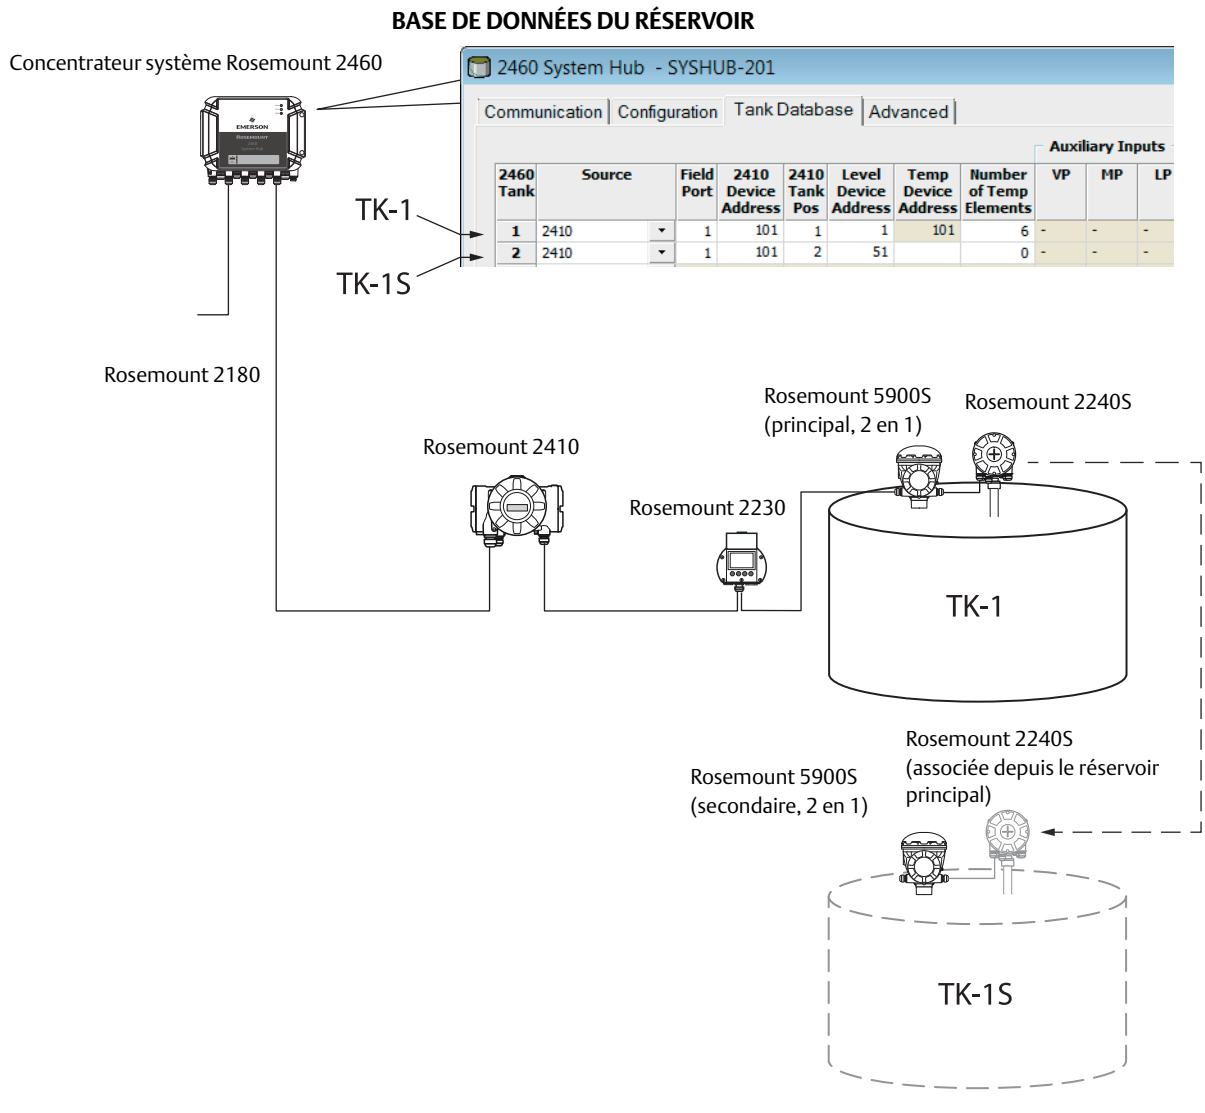 BASE DE DONNÉES DU RÉSERVOIR
Concentrateur système Rosemount 2460
2460 System Hub - SYSHUB-201
Communication Configuration Tank Database Advanced
Auxiliary Inputs
2460 Tank Source Field Port 2410 Device Address 2410 Tank Pos Level Device Address Temp Device Address Number of Temp Elements VP MP LP
1 2410 1 101 1 1 101 6 - - -
2 2410 1 101 2 51 0 - - -
TK-1
TK-1S
EMERSON
ROSEMOUNT
2460
System Hub
Rosemount 2180
Rosemount 2410
Rosemount 2230
Rosemount 5900S
(principal, 2 en 1)
Rosemount 2240S
TK-1
Rosemount 5900S
(secondaire, 2 en 1)
Rosemount 2240S
(associée depuis le réservoir
principal)
TK-1S